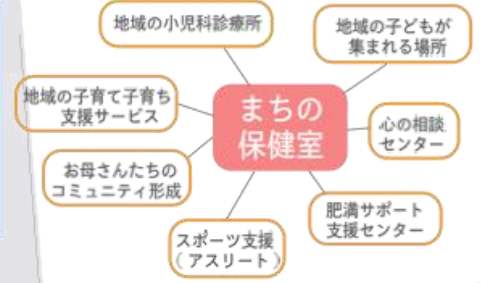 地域の小児科診療所
地域の子どもが
集まれる場所
地域の子育て子育ち
支援サービス
まちの
保健室
心の相談
センター
お母さんたちの
コミュニティ形成
肥満サポート
支援センター
スポーツ支援
（アスリート）